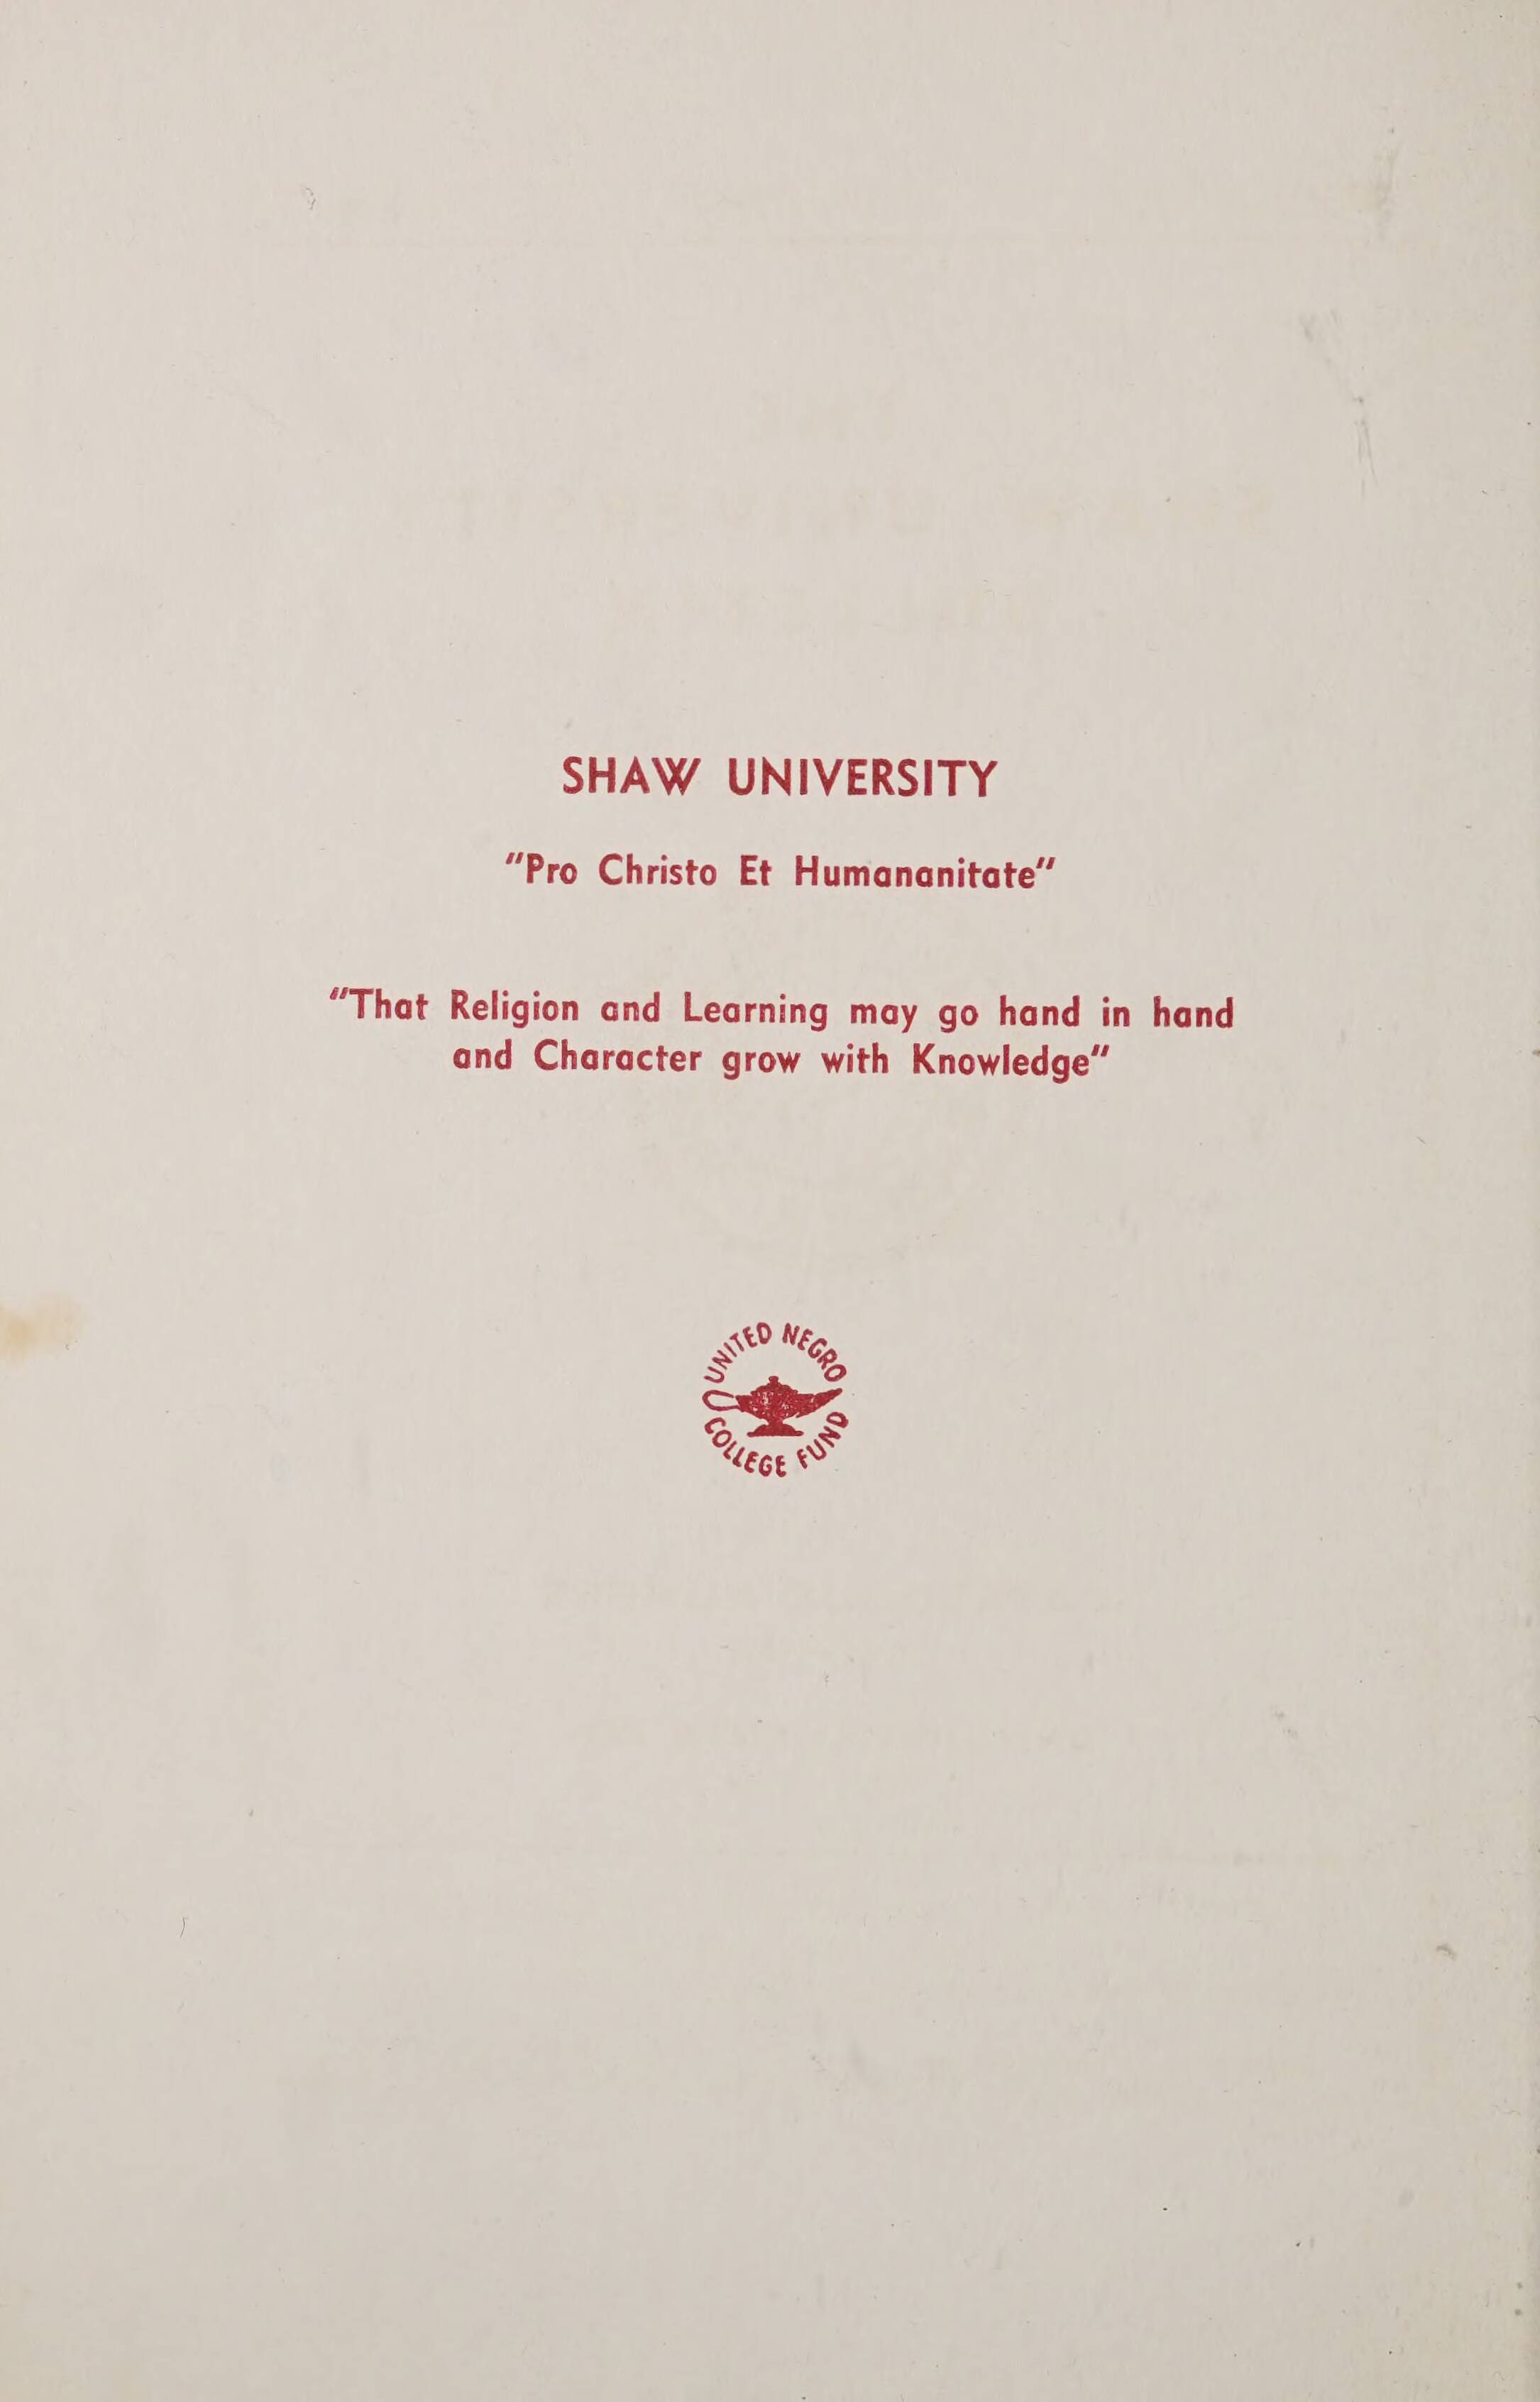 SHAW UNIVERSITY
"Pro Christo Et Humananitate"
"That Religion and Learning may go hand in hand
and Character grow with Knowledge"
UNITED NEGRO
COLLEGE FUND